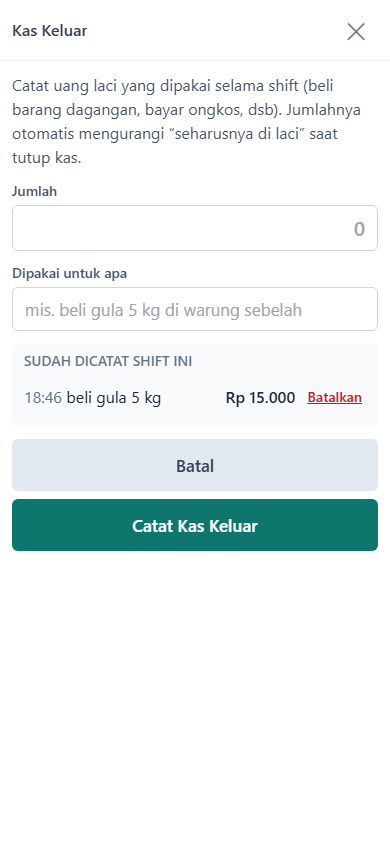 Kas Keluar
Catat uang laci yang dipakai selama shift (beli
barang dagangan, bayar ongkos, dsb). Jumlahnya
otomatis mengurangi “seharusnya di laci” saat
tutup kas.
Jumlah
0
Dipakai untuk apa
mis. beli gula 5 kg di warung sebelah
SUDAH DICATAT SHIFT INI
18:46 beli gula 5 kg Rp 15.000 Batalkan
Batal
Catat Kas Keluar